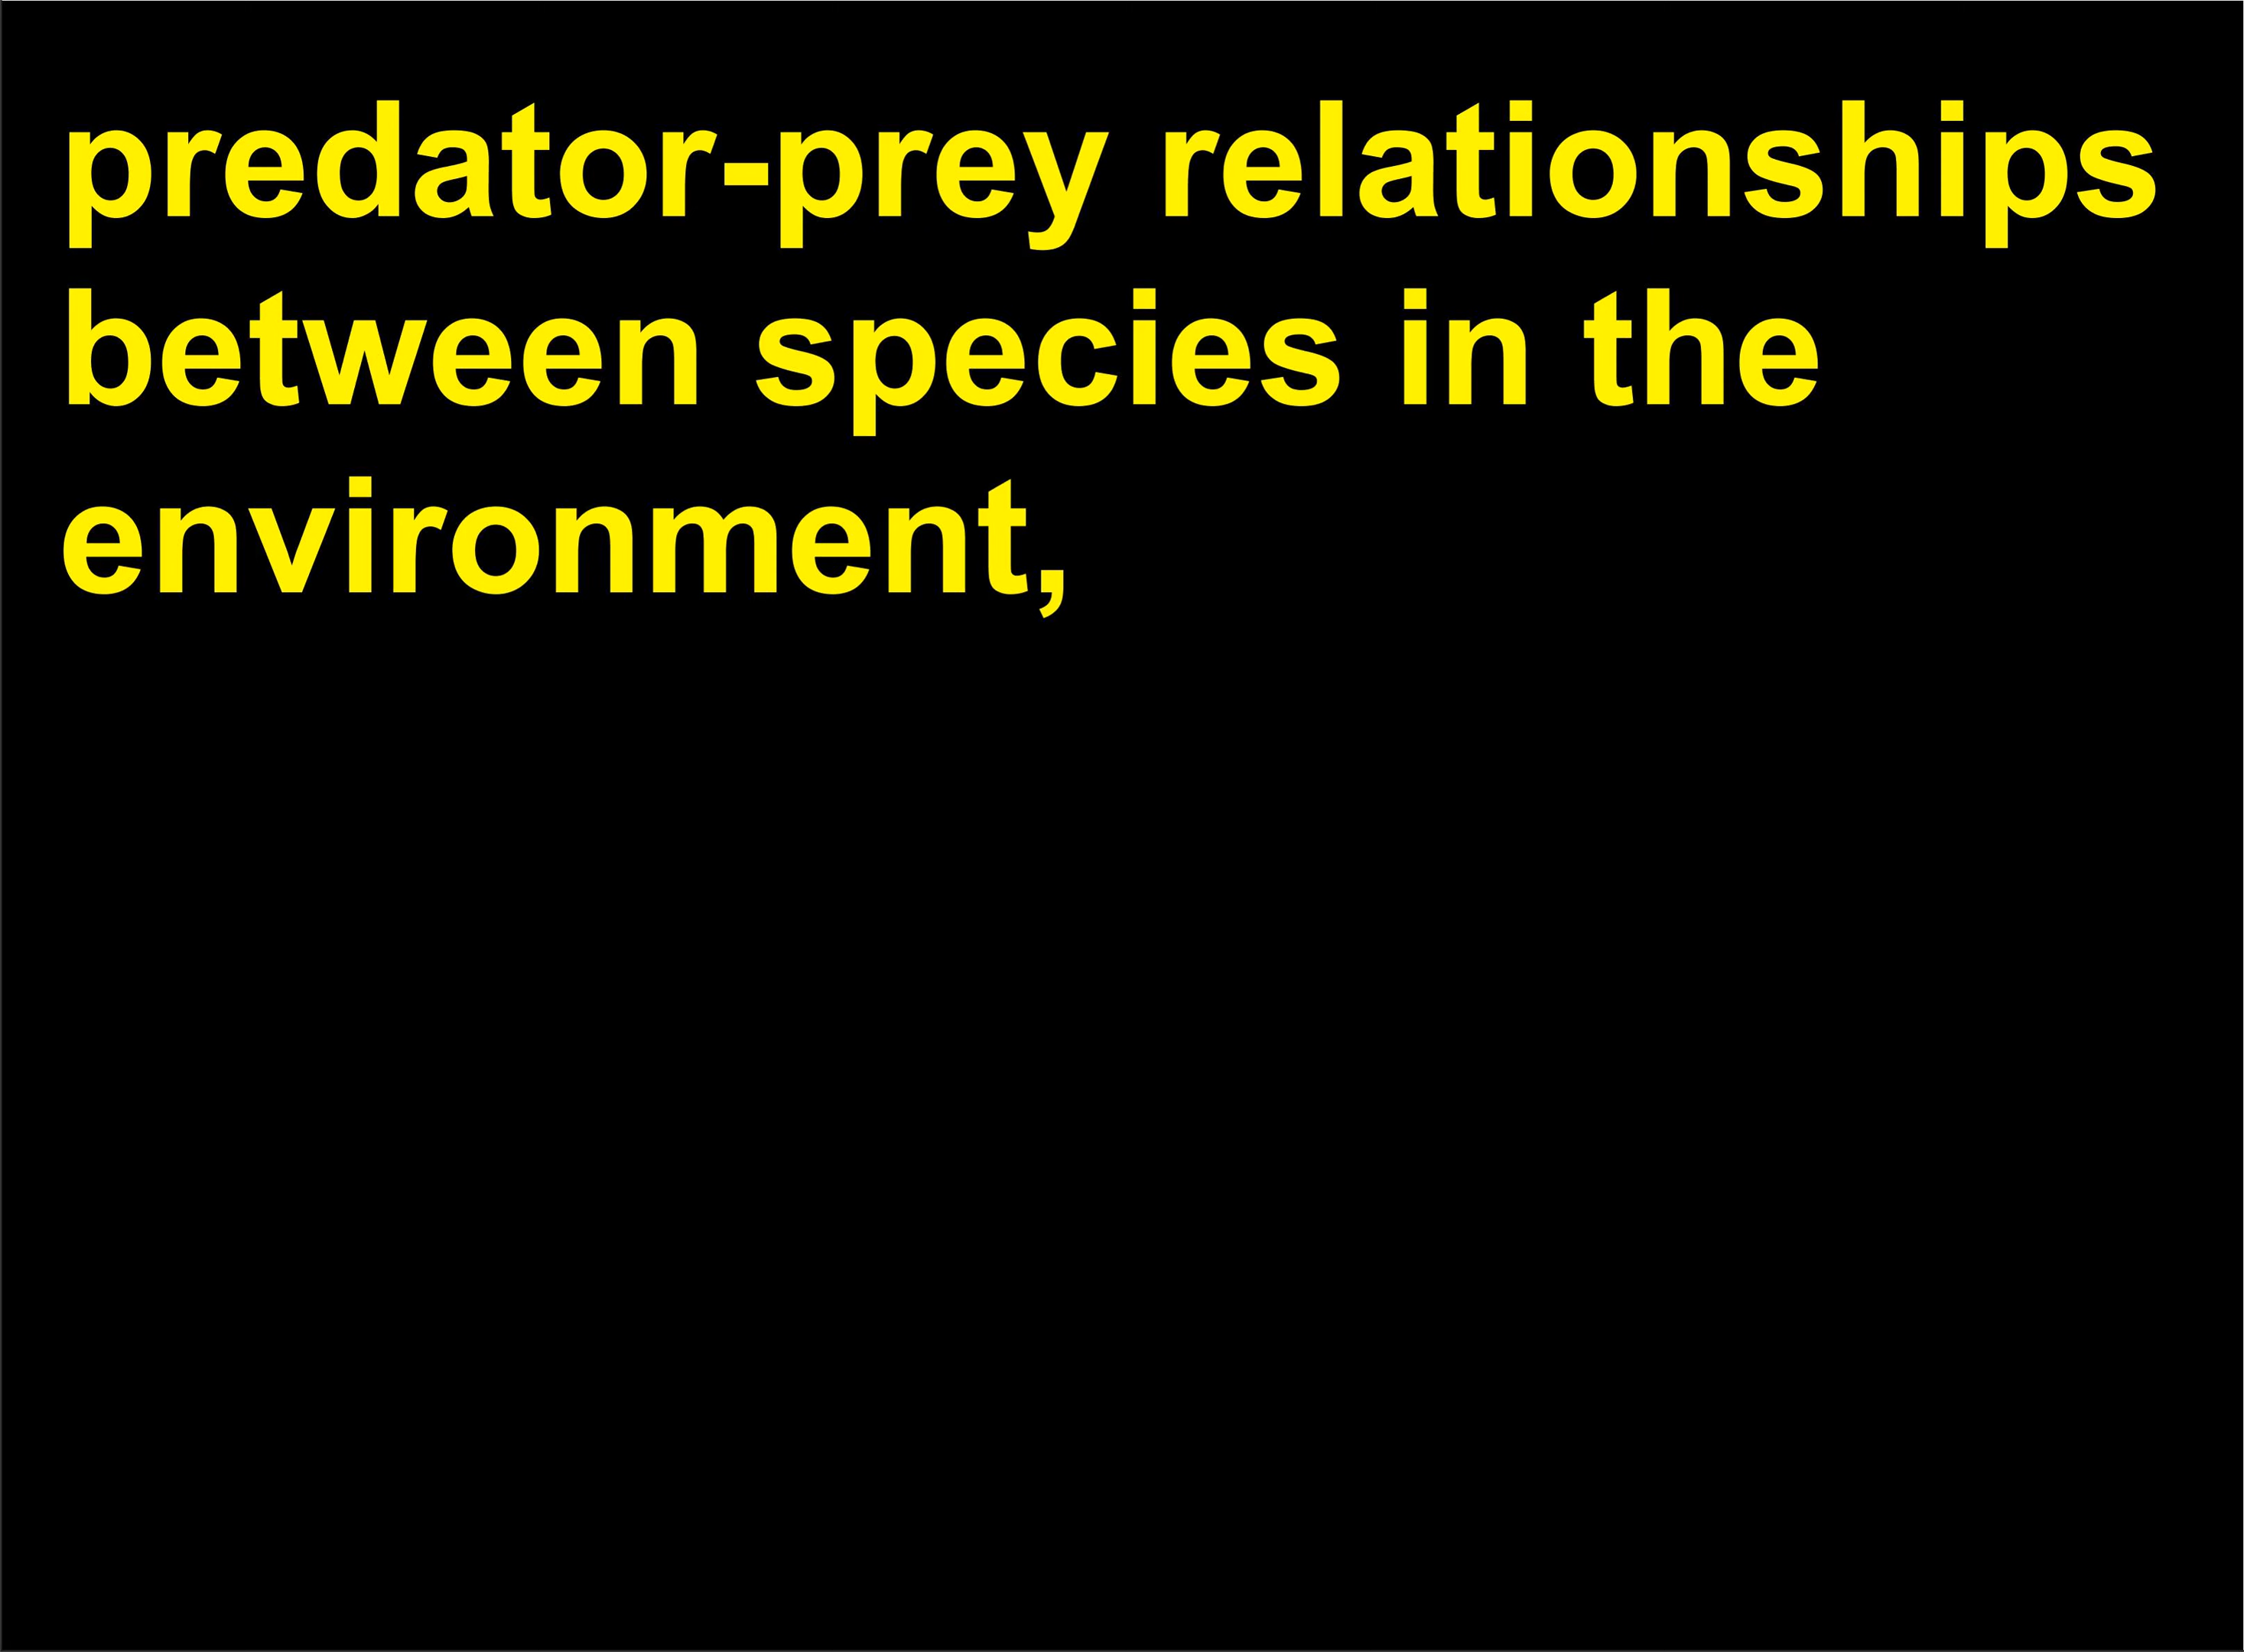 predator-prey relationships
between species in the
environment,